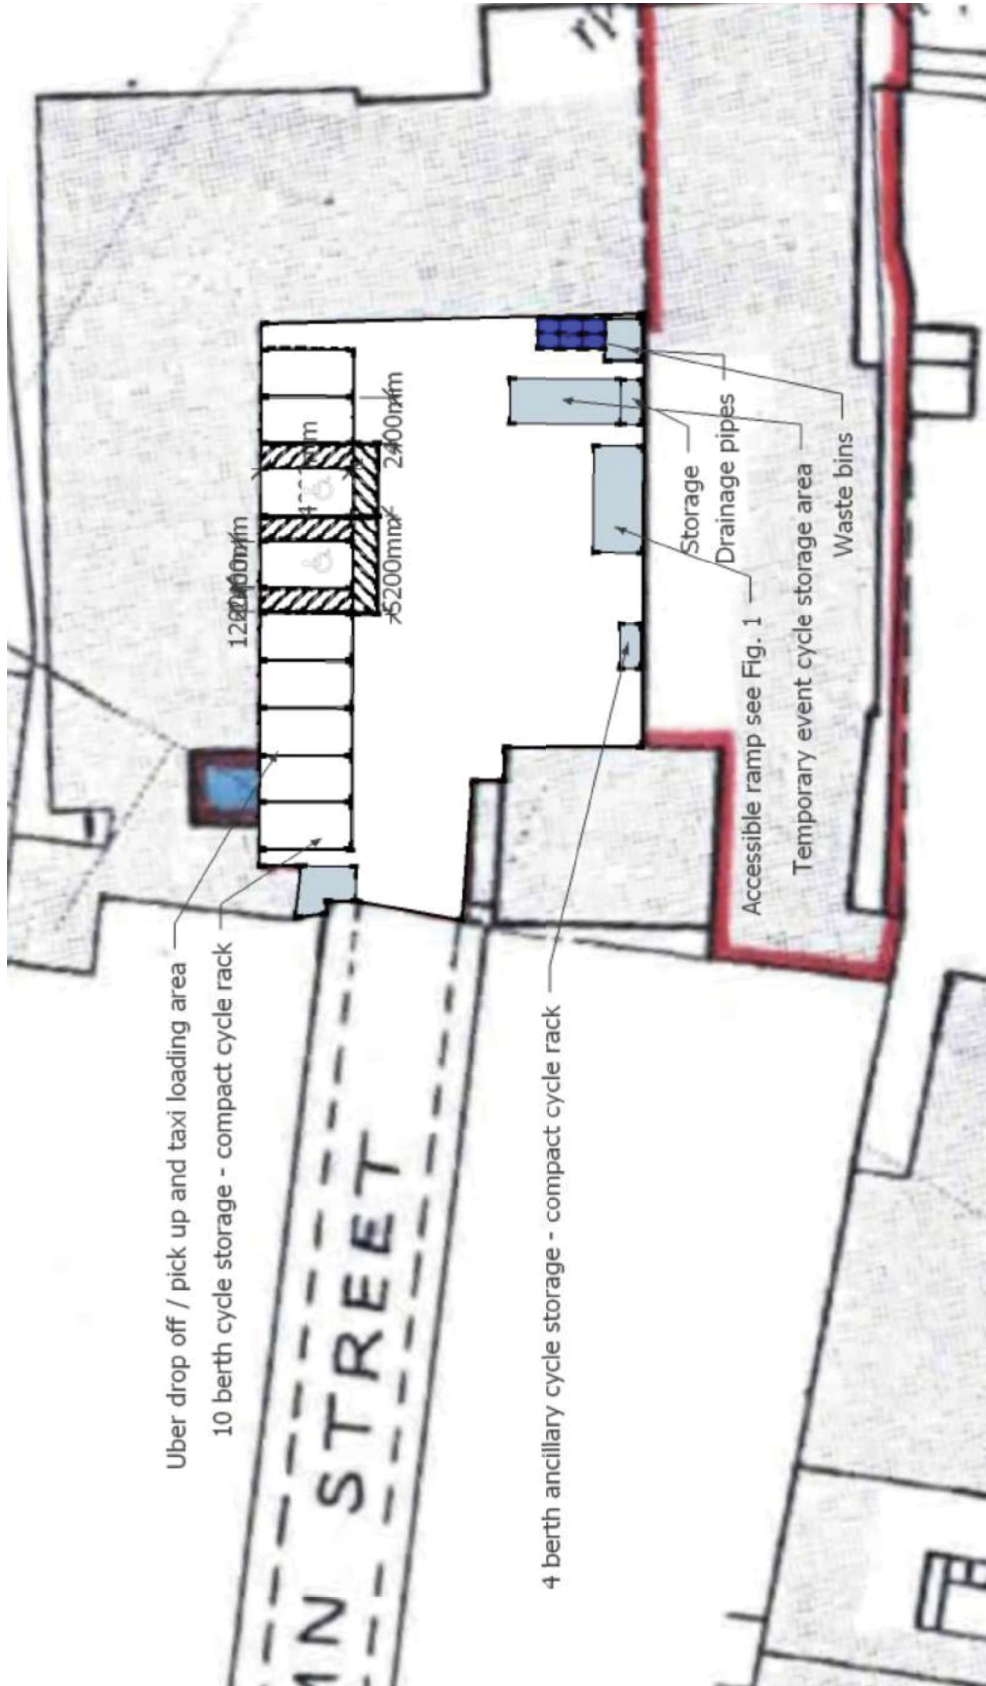 Uber drop off / pick up and taxi loading area
10 berth cycle storage - compact cycle rack
4 berth ancillary cycle storage - compact cycle rack
Storage
Drainage pipes
Accessible ramp see Fig. 1
Temporary event cycle storage area
Waste bins
2400mm
5200mm
STREET